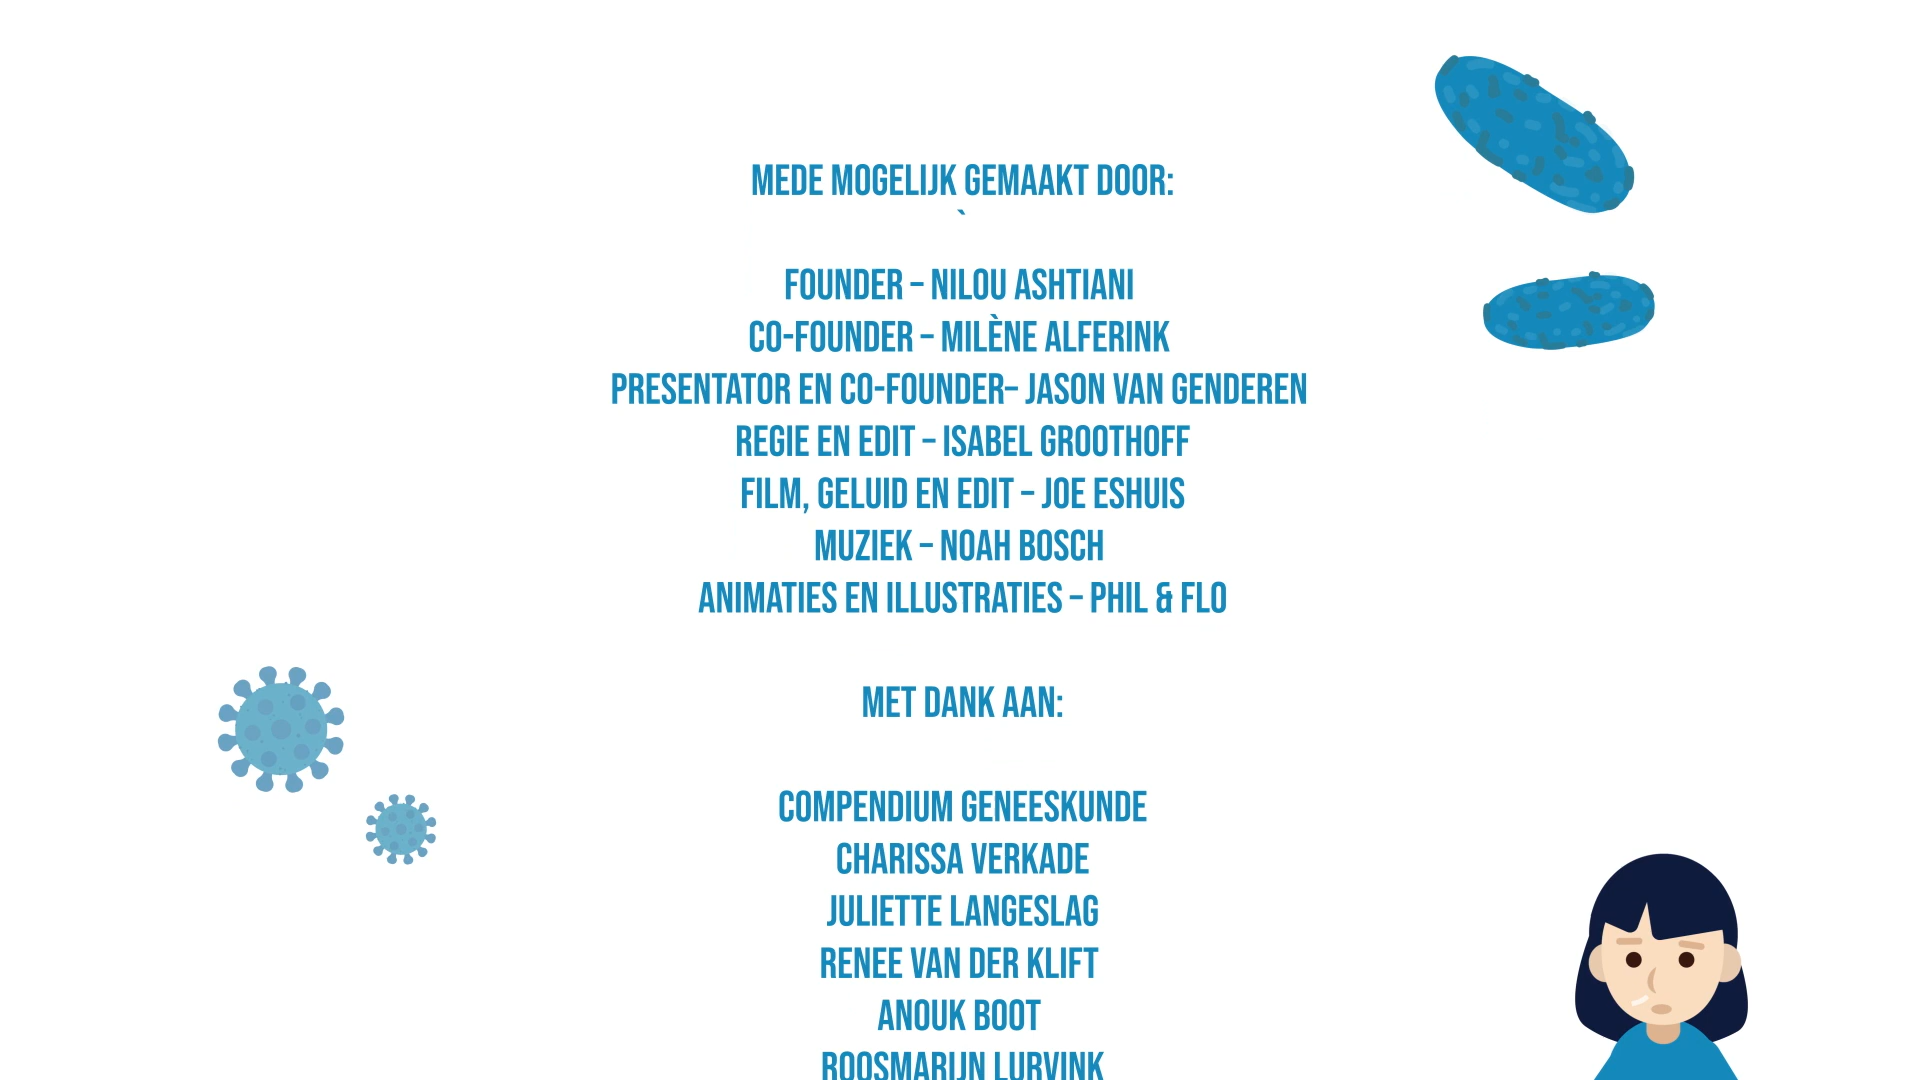 MEDE MOGELIJK GEMAAKT DOOR:
`
FOUNDER – NILOU ASHTIANI
CO-FOUNDER – MILÈNE ALFERINK
PRESENTATOR EN CO-FOUNDER– JASON VAN GENDEREN
REGIE EN EDIT – ISABEL GROOTHOFF
FILM, GELUID EN EDIT – JOE ESHUIS
MUZIEK – NOAH BOSCH
ANIMATIES EN ILLUSTRATIES – PHIL & FLO
MET DANK AAN:
COMPENDIUM GENEESKUNDE
CHARISSA VERKADE
JULIETTE LANGESLAG
RENEE VAN DER KLIFT
ANOUK BOOT
ROOSMARIJN LURVINK